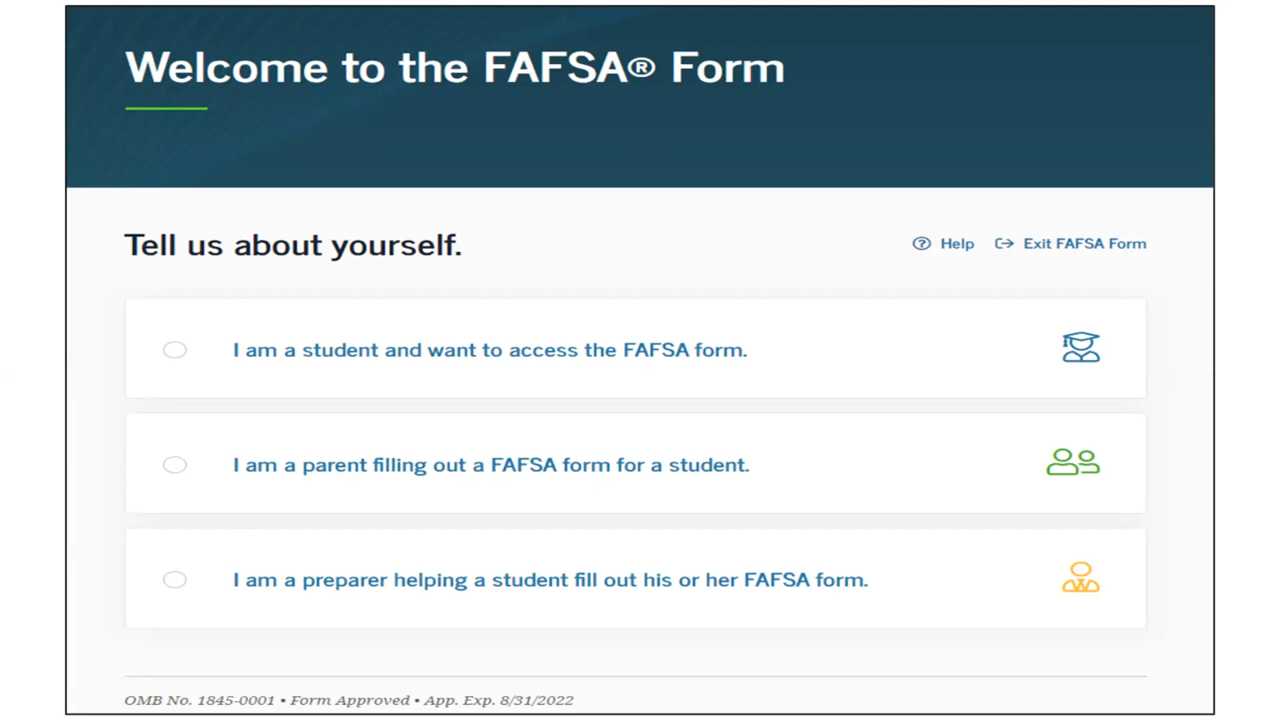 Welcome to the FAFSA® Form
Tell us about yourself.
Help
Exit FAFSA Form
I am a student and want to access the FAFSA form.
I am a parent filling out a FAFSA form for a student.
I am a preparer helping a student fill out his or her FAFSA form.
OMB No. 1845-0001 • Form Approved • App. Exp. 8/31/2022